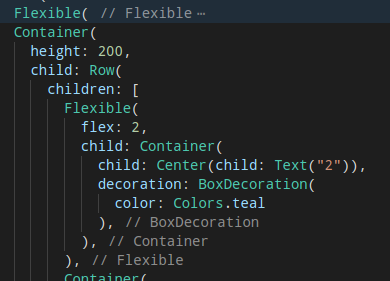 Flexible( // Flexible ⋯
Container(
  height: 200,
  child: Row(
    children: [
      Flexible(
        flex: 2,
        child: Container(
          child: Center(child: Text("2")),
          decoration: BoxDecoration(
            color: Colors.teal
          ), // BoxDecoration
        ), // Container
      ), // Flexible
      Container(